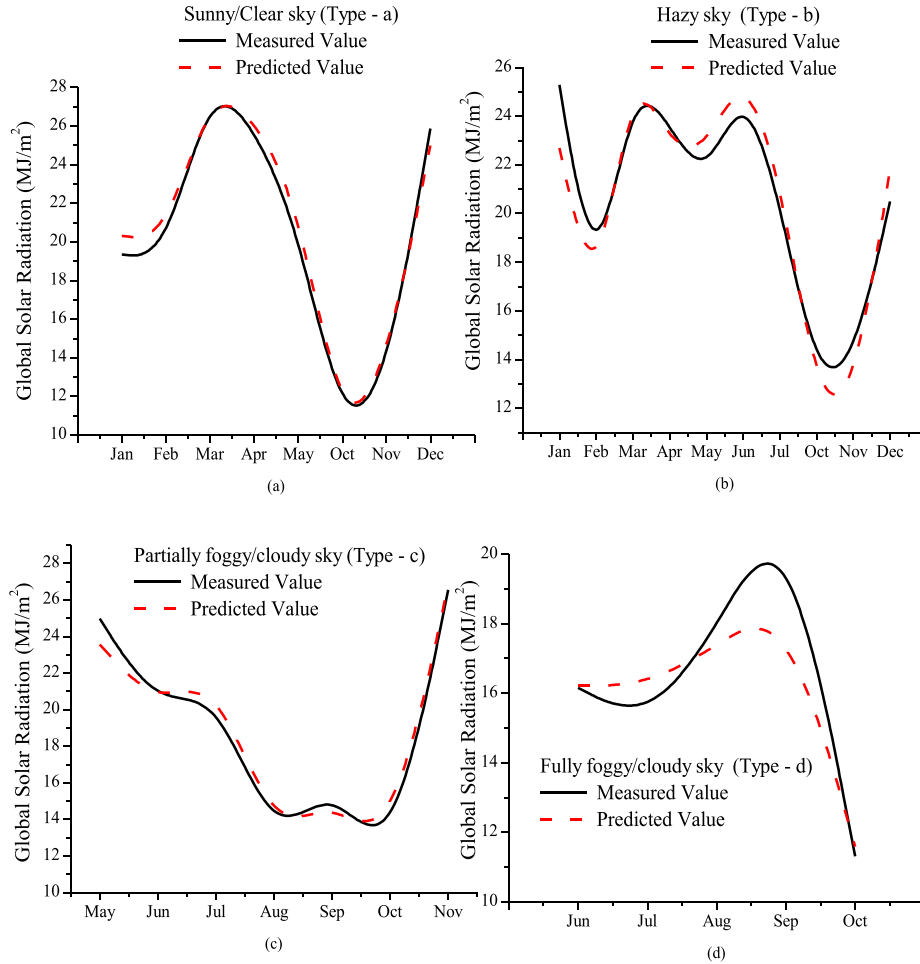 Sunny/Clear sky (Type - a)
Measured Value
Predicted Value
Global Solar Radiation (MJ/m²)
28
26
24
22
20
18
16
14
12
10
Jan Feb Mar Apr May Oct Nov Dec
(a)
Hazy sky (Type - b)
Measured Value
Predicted Value
Global Solar Radiation (MJ/m²)
26
24
22
20
18
16
14
12
Jan Feb Mar Apr May Jun Jul Oct Nov Dec
(b)
Partially foggy/cloudy sky (Type - c)
Measured Value
Predicted Value
Global Solar Radiation (MJ/m²)
28
26
24
22
20
18
16
14
12
10
May Jun Jul Aug Sep Oct Nov
(c)
Global Solar Radiation (MJ/m²)
20
18
16
14
12
10
Fully foggy/cloudy sky (Type - d)
Measured Value
Predicted Value
Jun Jul Aug Sep Oct
(d)